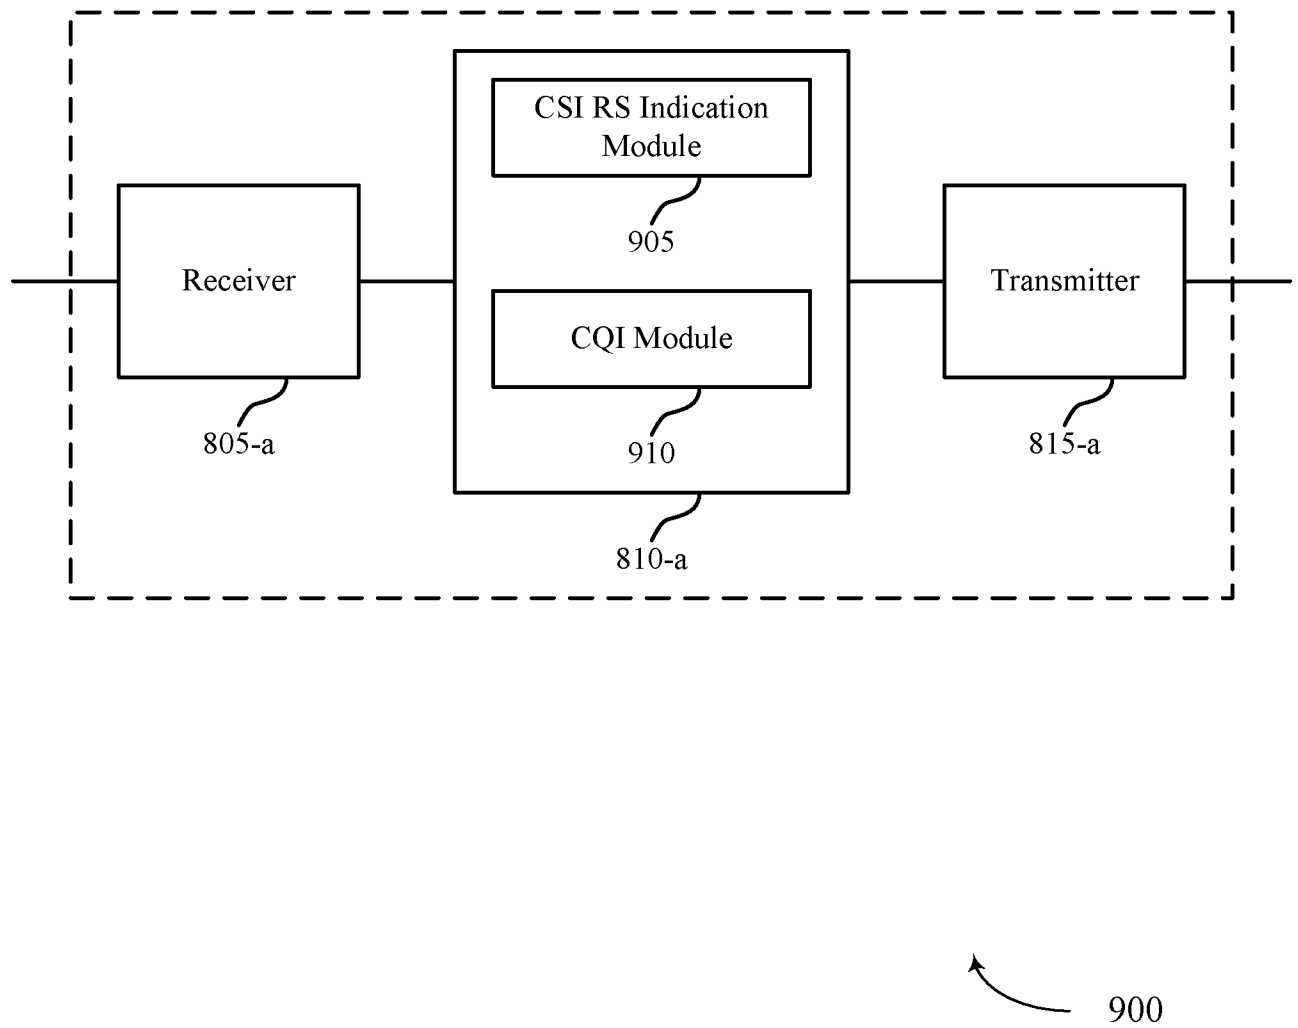 CSI RS Indication
Module
905
Receiver
Transmitter
CQI Module
805-a
910
815-a
810-a
900